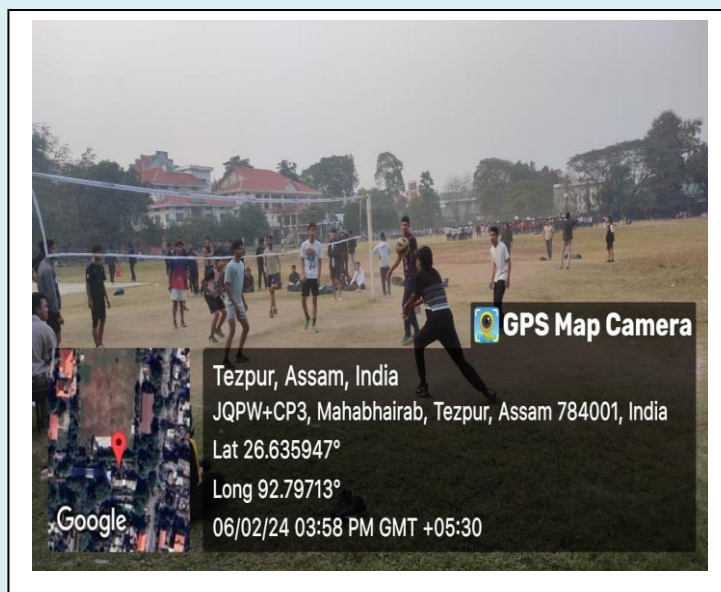 GPS Map Camera
Tezpur, Assam, India
JQPW+CP3, Mahabhairab, Tezpur, Assam 784001, India
Lat 26.635947°
Long 92.79713°
06/02/24 03:58 PM GMT +05:30
Google